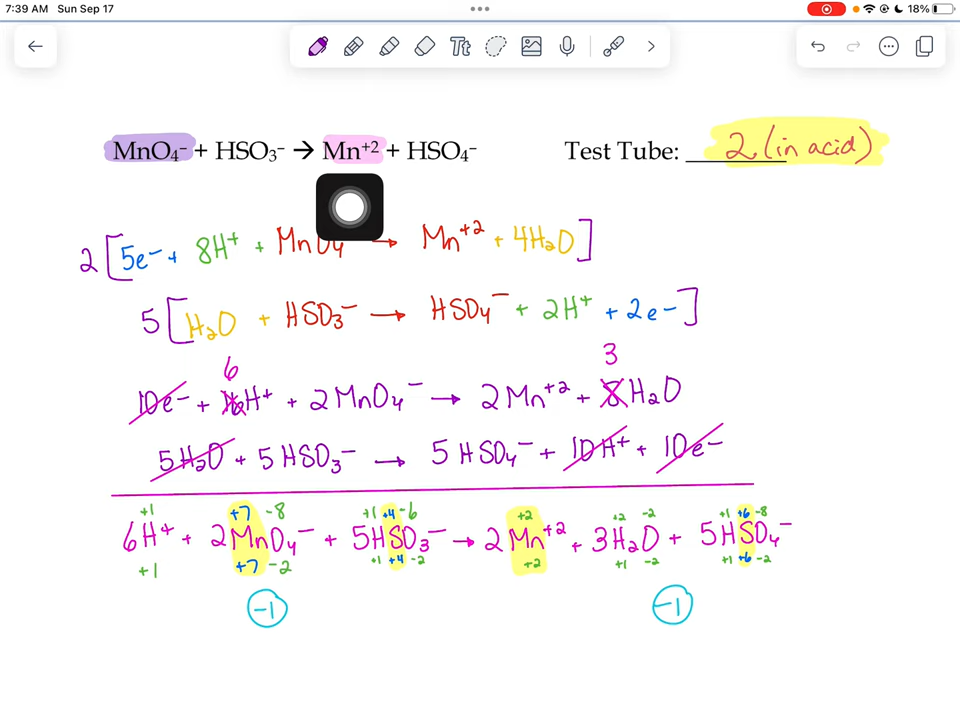 7:39 AM Sun Sep 17
18%
Tt
MnO₄⁻ + HSO₃⁻ → Mn⁺² + HSO₄⁻ Test Tube: 2 (in acid)
2 [5e⁻ + 8H⁺ + MnO₄ → Mn⁺² + 4H₂O]
5 [H₂O + HSO₃⁻ → HSO₄⁻ + 2H⁺ + 2e⁻]
6 3
10e⁻ + 16H⁺ + 2MnO₄⁻ → 2Mn⁺² + 8H₂O
5H₂O + 5HSO₃⁻ → 5HSO₄⁻ + 10H⁺ + 10e⁻
+1 +7 -8 +1 +4 -6 +2 +2 -2 +1 +6 -8
6H⁺ + 2MnO₄⁻ + 5HSO₃⁻ → 2Mn⁺² + 3H₂O + 5HSO₄⁻
+1 +7 -2 +1 +4 -2 +2 +1 -2 +1 +6 -2
-1 -1